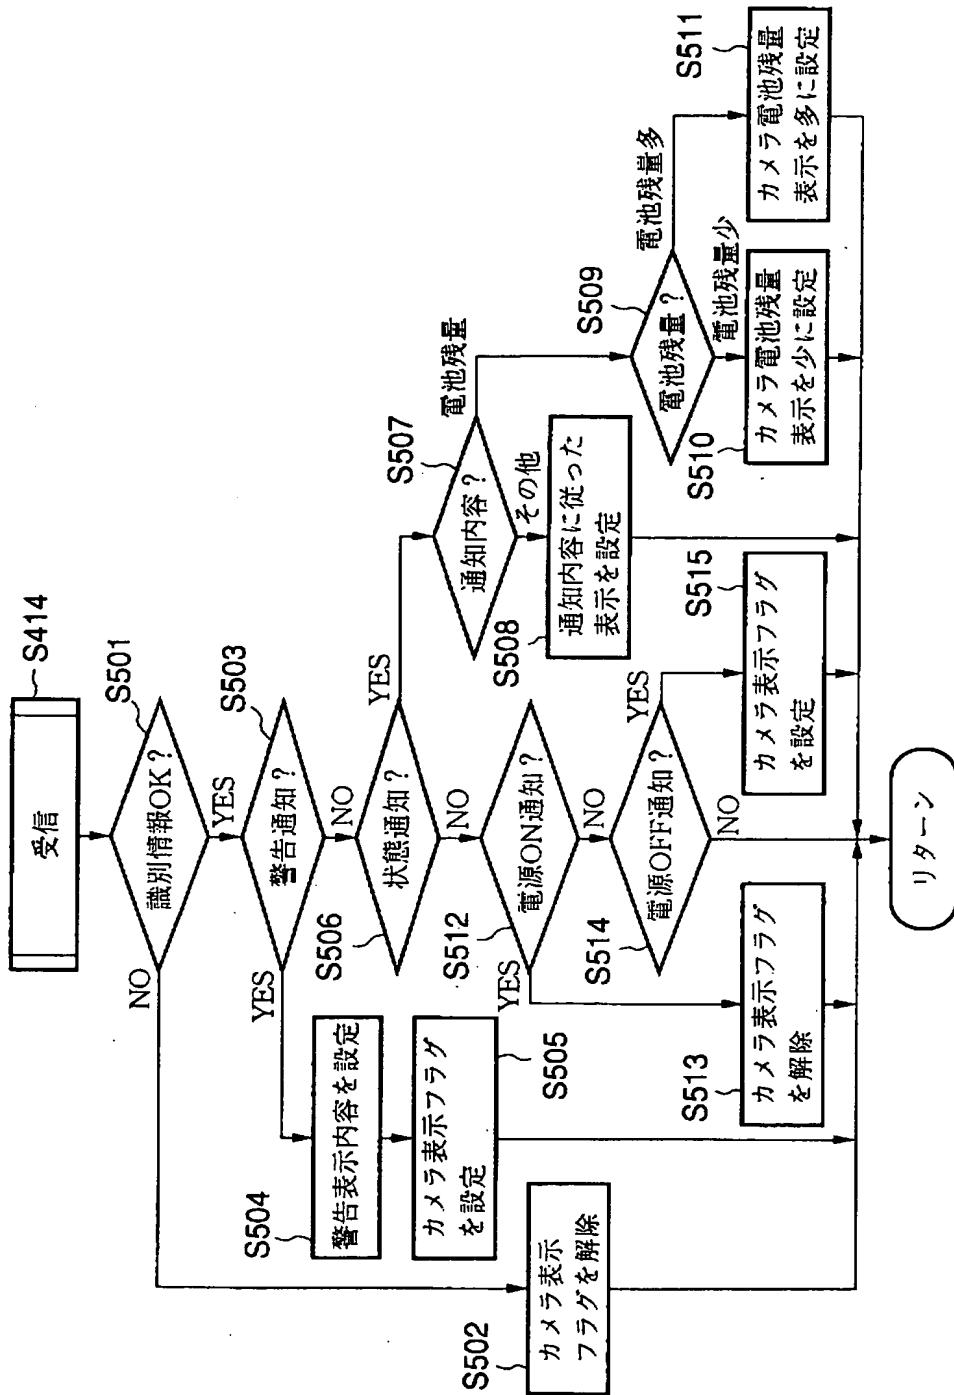 受信
S414
識別情報OK？
S501
NO
YES
カメラ表示
フラグを解除
S502
警告通知？
S503
YES
NO
警告表示内容を設定
S504
カメラ表示フラグ
を設定
S505
状態通知？
S506
YES
NO
通知内容？
S507
電池残量
その他
通知内容に従った
表示を設定
S508
電池残量？
S509
電池残量多
電池残量少
カメラ電池残量
表示を少に設定
S510
カメラ電池残量
表示を多に設定
S511
電源ON通知？
S512
YES
NO
カメラ表示フラグ
を解除
S513
電源OFF通知？
S514
YES
NO
カメラ表示フラグ
を設定
S515
リターン